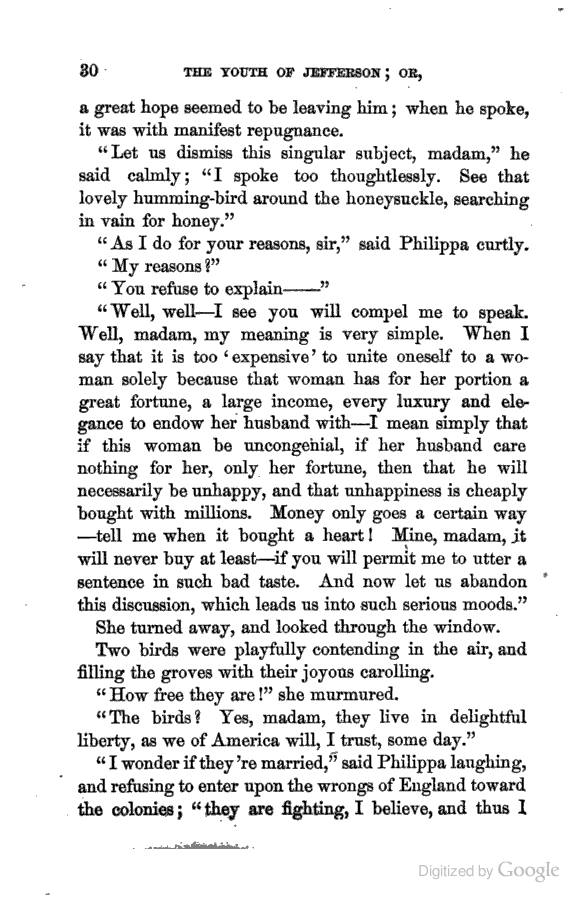 30 THE YOUTH OF JEFFERSON; OR,
a great hope seemed to be leaving him; when he spoke,
it was with manifest repugnance.
“Let us dismiss this singular subject, madam,” he
said calmly; “I spoke too thoughtlessly. See that
lovely humming-bird around the honeysuckle, searching
in vain for honey.”
“As I do for your reasons, sir,” said Philippa curtly.
“My reasons?”
“You refuse to explain——”
“Well, well—I see you will compel me to speak.
Well, madam, my meaning is very simple. When I
say that it is too ‘expensive’ to unite oneself to a wo-
man solely because that woman has for her portion a
great fortune, a large income, every luxury and ele-
gance to endow her husband with—I mean simply that
if this woman be uncongenial, if her husband care
nothing for her, only her fortune, then that he will
necessarily be unhappy, and that unhappiness is cheaply
bought with millions. Money only goes a certain way
—tell me when it bought a heart! Mine, madam, it
will never buy at least—if you will permit me to utter a
sentence in such bad taste. And now let us abandon
this discussion, which leads us into such serious moods.”
She turned away, and looked through the window.
Two birds were playfully contending in the air, and
filling the groves with their joyous carolling.
“How free they are!” she murmured.
“The birds? Yes, madam, they live in delightful
liberty, as we of America will, I trust, some day.”
“I wonder if they're married,” said Philippa laughing,
and refusing to enter upon the wrongs of England toward
the colonies; “they are fighting, I believe, and thus I
Digitized by Google